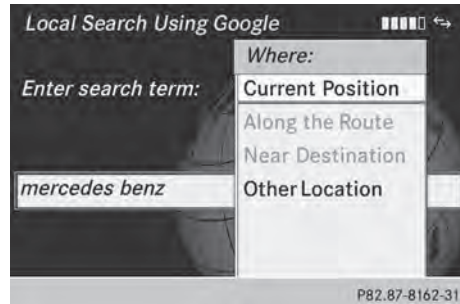 Local Search Using Google
Where:
Enter search term:
Current Position
Along the Route
Near Destination
mercedes benz
Other Location
P82.87-8162-31